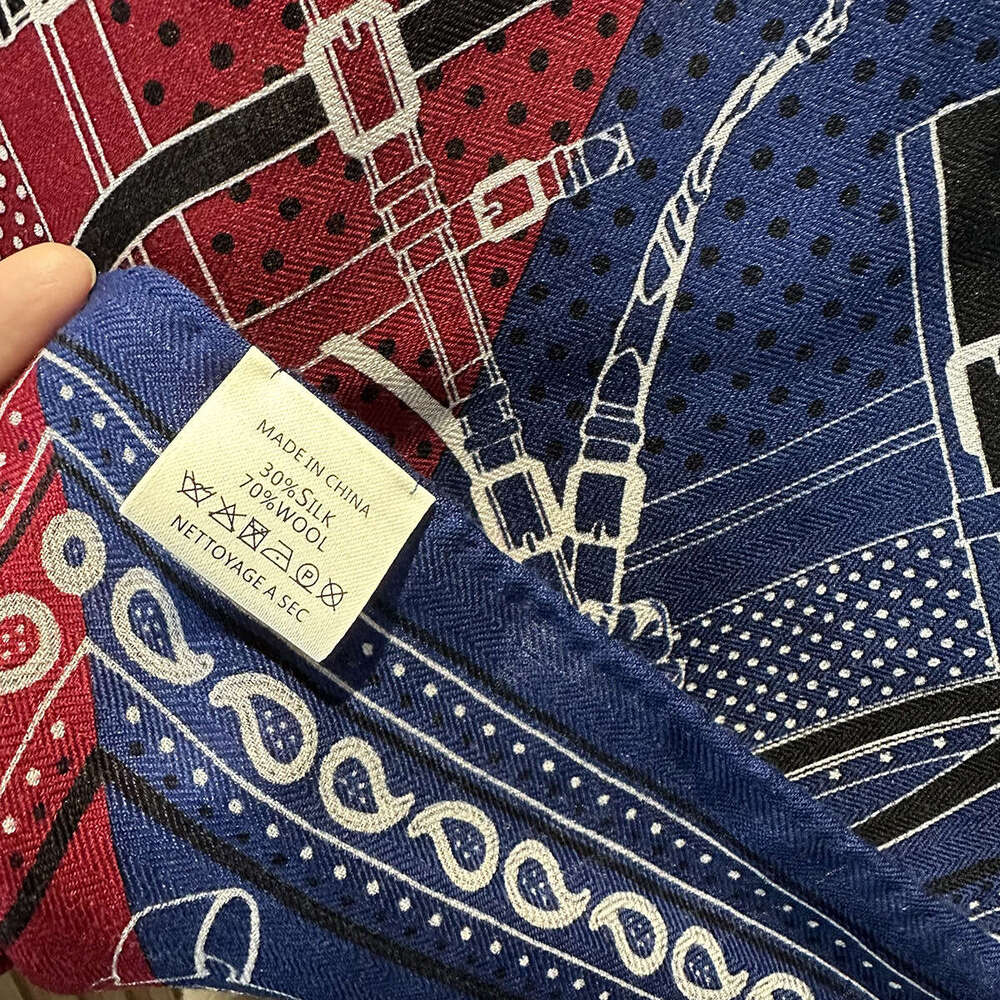 MADE IN CHINA
30%SILK
70%WOOL
P
NETTOYAGE A SEC